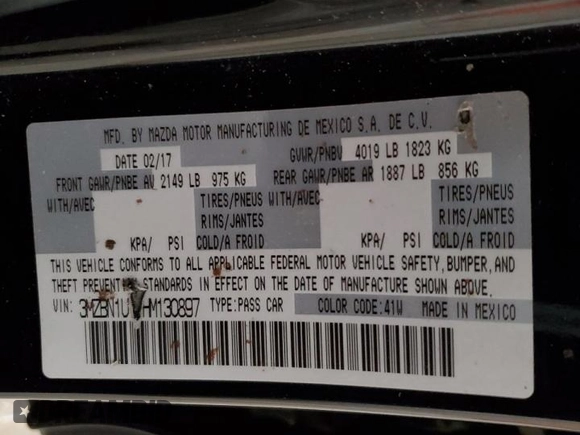 MFD. BY MAZDA MOTOR MANUFACTURING DE MEXICO S.A. DE C.V.
DATE 02/17 GVWR/PNBV 4019 LB 1823 KG
FRONT GAWR/PNBE AV 2149 LB 975 KG REAR GAWR/PNBE AR 1887 LB 856 KG
WITH/AVEC TIRES/PNEUS WITH/AVEC TIRES/PNEUS
RIMS/JANTES RIMS/JANTES
KPA/ PSI COLD/A FROID KPA/ PSI COLD/A FROID
THIS VEHICLE CONFORMS TO ALL APPLICABLE FEDERAL MOTOR VEHICLE SAFETY, BUMPER, AND
THEFT PREVENTION STANDARDS IN EFFECT ON THE DATE OF MANUFACTURE SHOWN ABOVE.
VIN: TYPE:PASS CAR COLOR CODE:41W MADE IN MEXICO